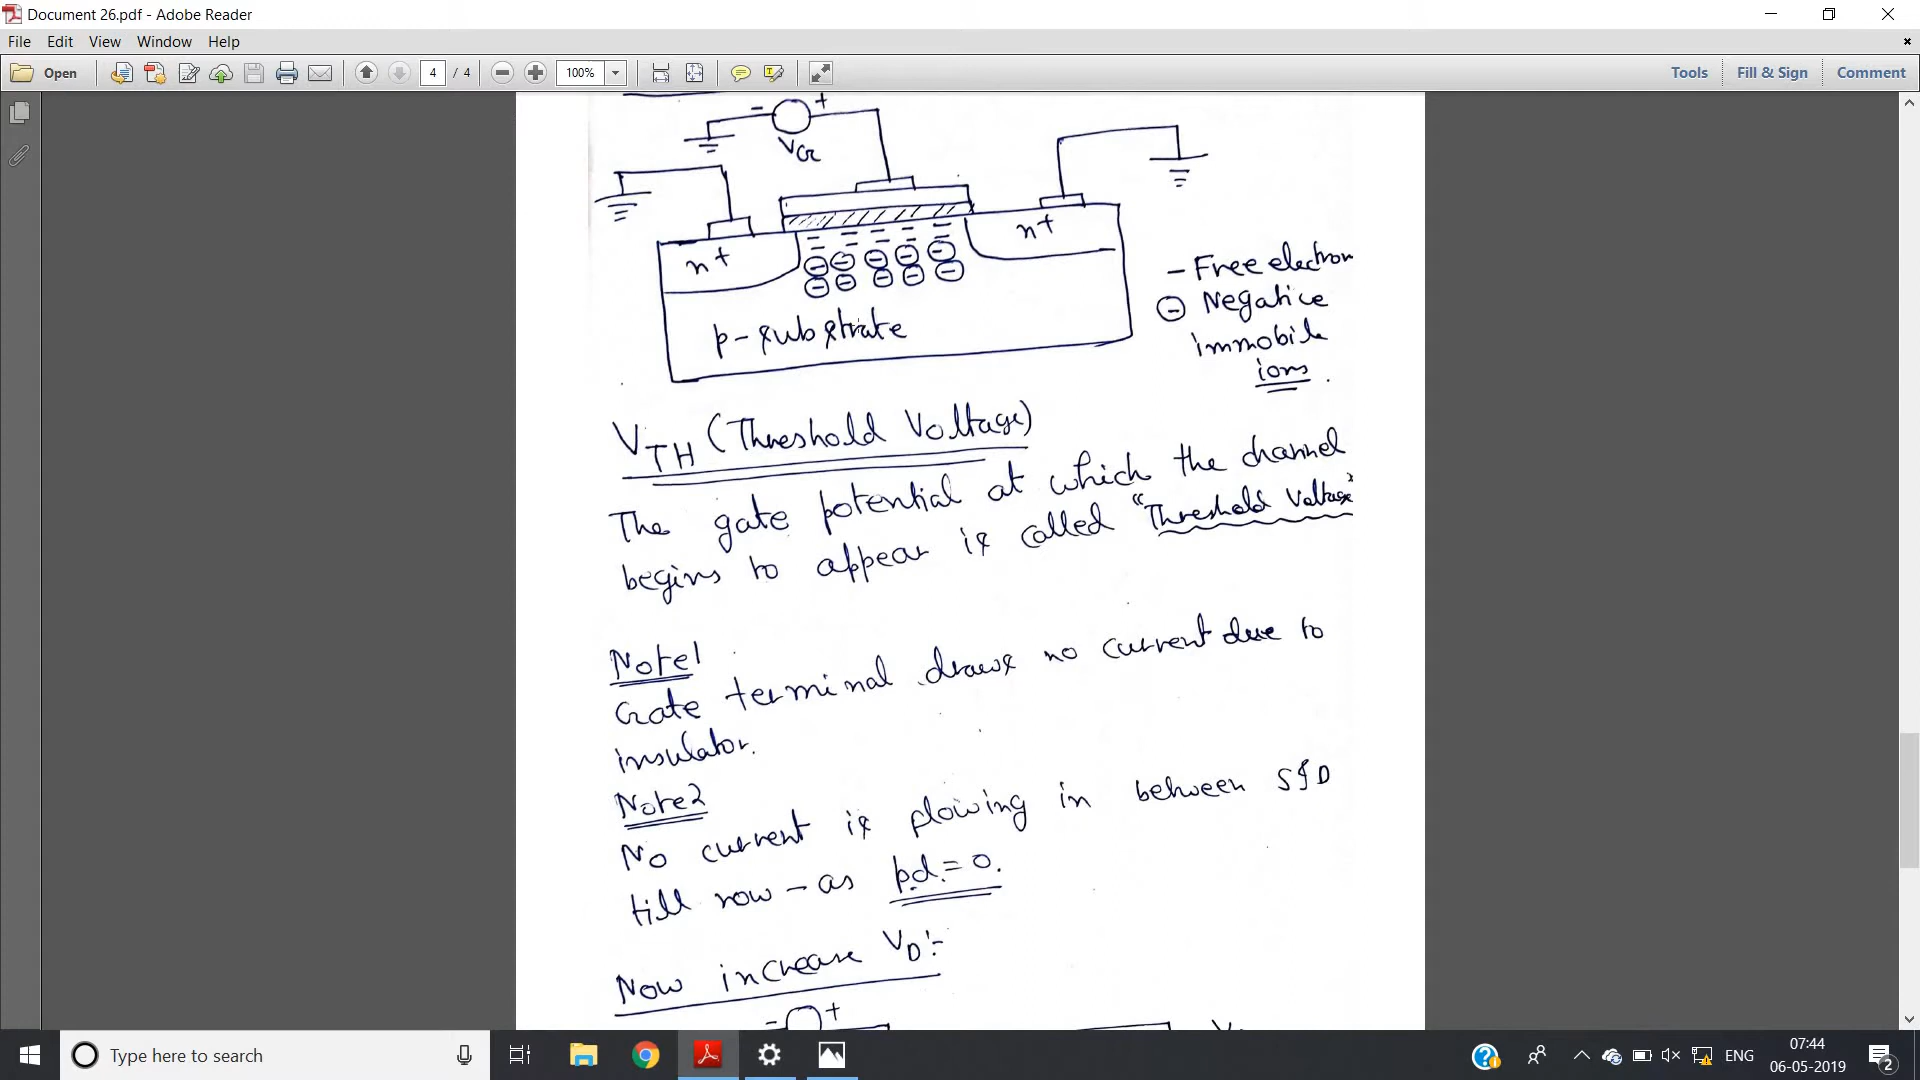 Document 26.pdf - Adobe Reader
File Edit View Window Help
Open 4 / 4 100% Tools Fill & Sign Comment
- +
VG
n+ n+
p-substrate
- Free electron
⊖ Negative
immobile
ions.
VTH (Threshold Voltage)
The gate potential at which the channel
begins to appear is called "Threshold Voltage"
Note1
Gate terminal draws no current due to
insulator.
Note2
No current is flowing in between S&D
till now - as p.d. = 0.
Now increase VD:-
- +
Type here to search
ENG
07:44
06-05-2019
2